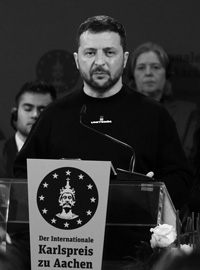 Der Internationale
Karlspreis
zu Aachen